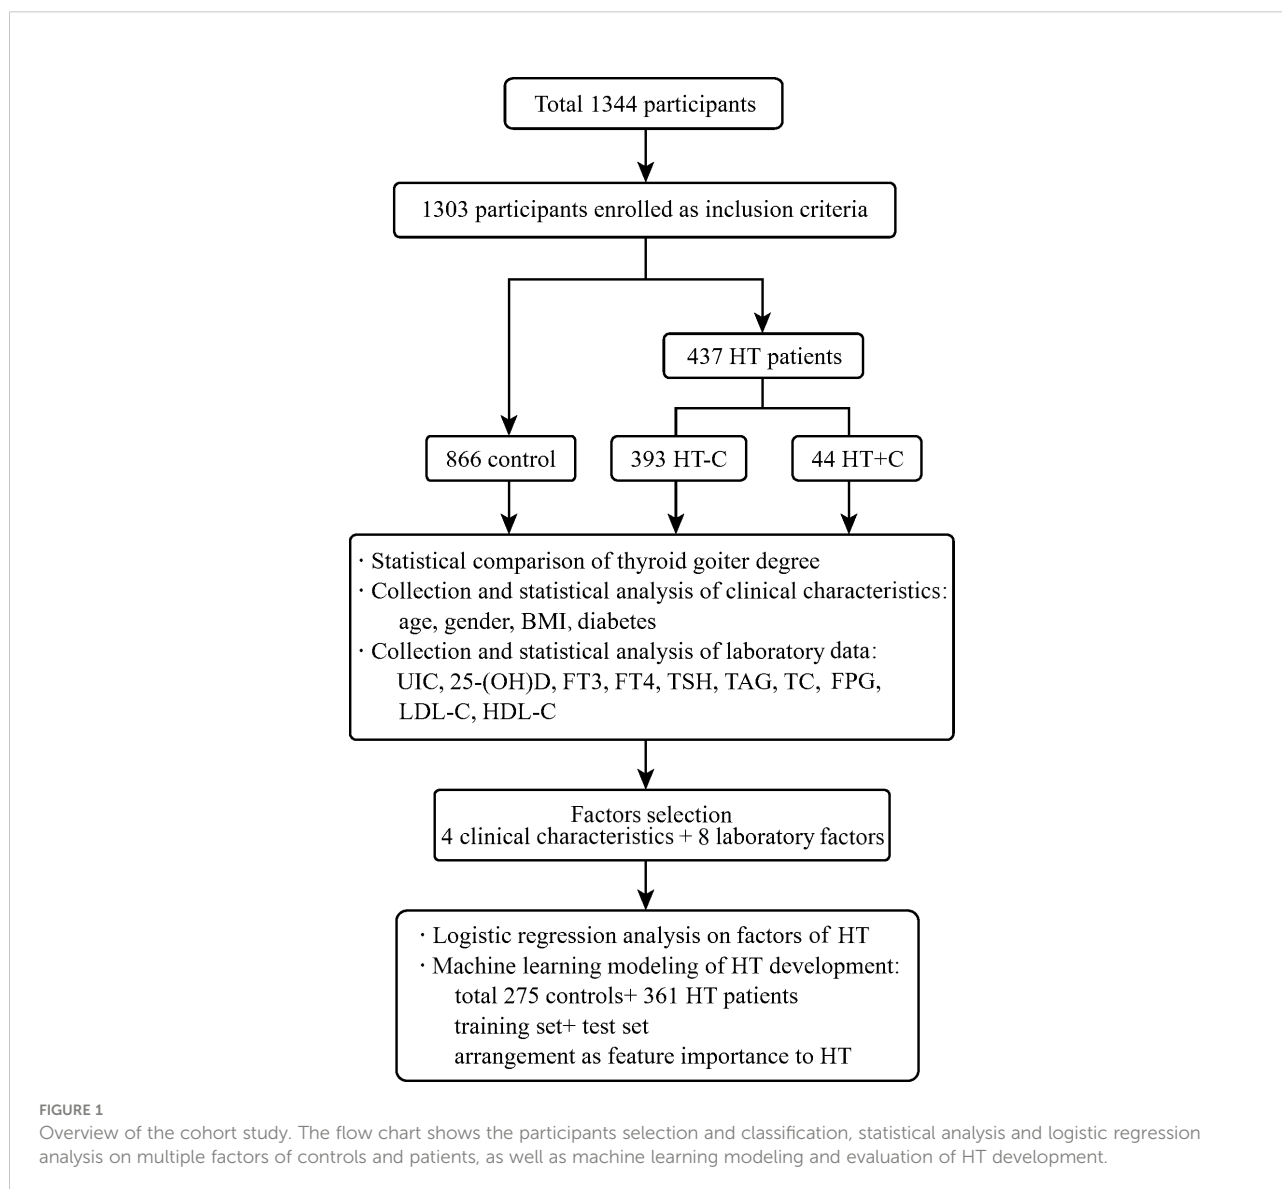 Total 1344 participants
1303 participants enrolled as inclusion criteria
437 HT patients
866 control
393 HT-C
44 HT+C
· Statistical comparison of thyroid goiter degree
· Collection and statistical analysis of clinical characteristics:
age, gender, BMI, diabetes
· Collection and statistical analysis of laboratory data:
UIC, 25-(OH)D, FT3, FT4, TSH, TAG, TC, FPG,
LDL-C, HDL-C
Factors selection
4 clinical characteristics + 8 laboratory factors
· Logistic regression analysis on factors of HT
· Machine learning modeling of HT development:
total 275 controls+ 361 HT patients
training set+ test set
arrangement as feature importance to HT
FIGURE 1
Overview of the cohort study. The flow chart shows the participants selection and classification, statistical analysis and logistic regression
analysis on multiple factors of controls and patients, as well as machine learning modeling and evaluation of HT development.